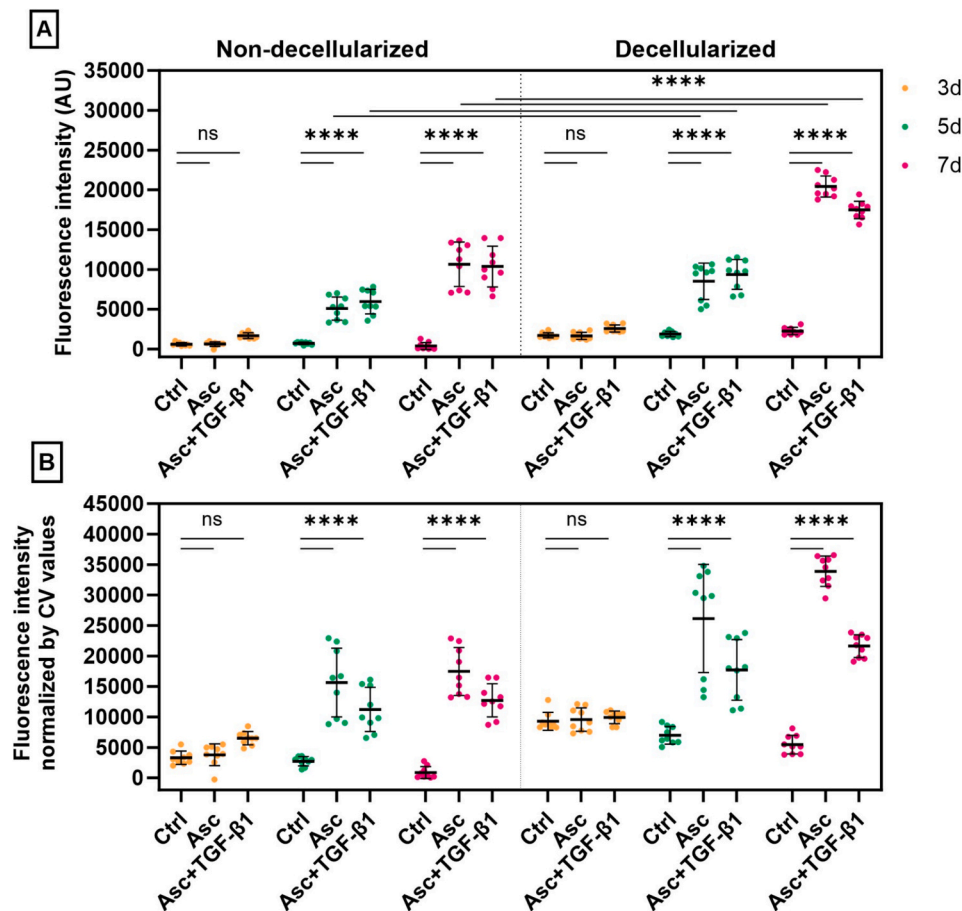 A
Non-decellularized
Decellularized
Fluorescence intensity (AU)
35000
30000
25000
20000
15000
10000
5000
0
****
ns
****
****
ns
****
****
3d
5d
7d
Ctrl
Asc
Asc+TGF-β1
Ctrl
Asc
Asc+TGF-β1
Ctrl
Asc
Asc+TGF-β1
Ctrl
Asc
Asc+TGF-β1
Ctrl
Asc
Asc+TGF-β1
Ctrl
Asc
Asc+TGF-β1
B
Fluorescence intensity
normalized by CV values
45000
40000
35000
30000
25000
20000
15000
10000
5000
0
ns
****
****
ns
****
****
Ctrl
Asc
Asc+TGF-β1
Ctrl
Asc
Asc+TGF-β1
Ctrl
Asc
Asc+TGF-β1
Ctrl
Asc
Asc+TGF-β1
Ctrl
Asc
Asc+TGF-β1
Ctrl
Asc
Asc+TGF-β1